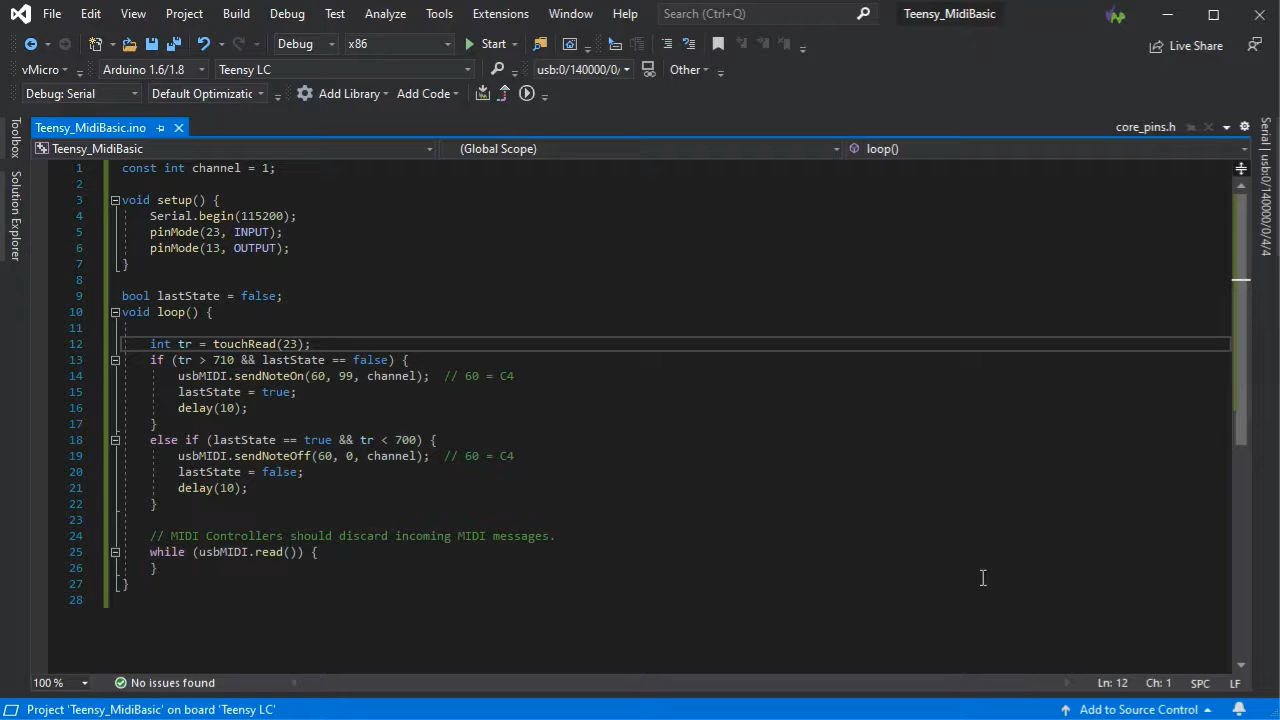 File Edit View Project Build Debug Test Analyze Tools Extensions Window Help Search (Ctrl+Q) Teensy_MidiBasic
Debug x86 Start Live Share
vMicro Arduino 1.6/1.8 Teensy LC usb:0/140000/0/ Other
Debug: Serial Default Optimizatic Add Library Add Code
Teensy_MidiBasic.ino core_pins.h
Teensy_MidiBasic (Global Scope) loop()
Toolbox
Solution Explorer
Serial | usb:0/140000/0/4/4
1 const int channel = 1;
2
3 void setup() {
4 Serial.begin(115200);
5 pinMode(23, INPUT);
6 pinMode(13, OUTPUT);
7 }
8
9 bool lastState = false;
10 void loop() {
11
12 int tr = touchRead(23);
13 if (tr > 710 && lastState == false) {
14 usbMIDI.sendNoteOn(60, 99, channel); // 60 = C4
15 lastState = true;
16 delay(10);
17 }
18 else if (lastState == true && tr < 700) {
19 usbMIDI.sendNoteOff(60, 0, channel); // 60 = C4
20 lastState = false;
21 delay(10);
22 }
23
24 // MIDI Controllers should discard incoming MIDI messages.
25 while (usbMIDI.read()) {
26 }
27 }
28
100 % No issues found Ln: 12 Ch: 1 SPC LF
Project 'Teensy_MidiBasic' on board 'Teensy LC' Add to Source Control